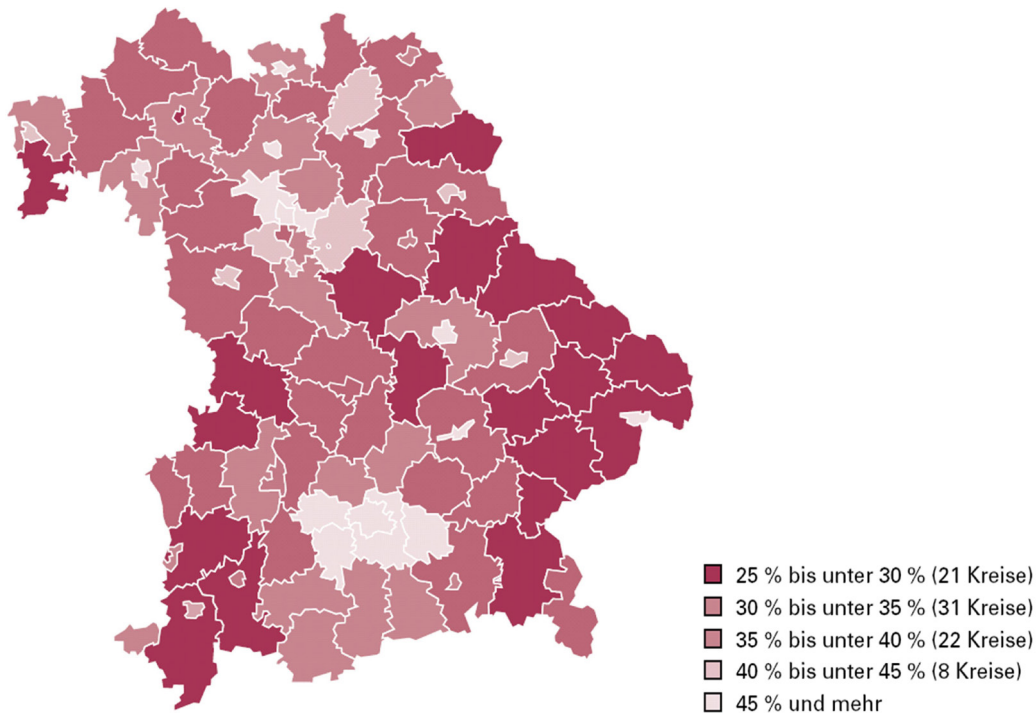 25 % bis unter 30 % (21 Kreise)
30 % bis unter 35 % (31 Kreise)
35 % bis unter 40 % (22 Kreise)
40 % bis unter 45 % (8 Kreise)
45 % und mehr